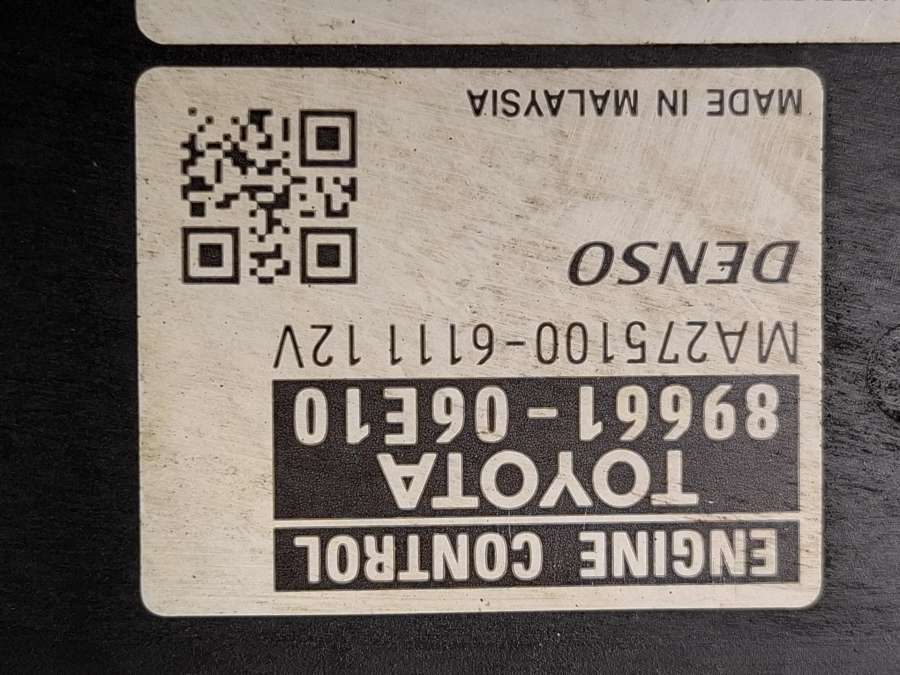 ENGINE CONTROL
TOYOTA
89661-06E10
MA275100-6111 12V
DENSO
MADE IN MALAYSIA